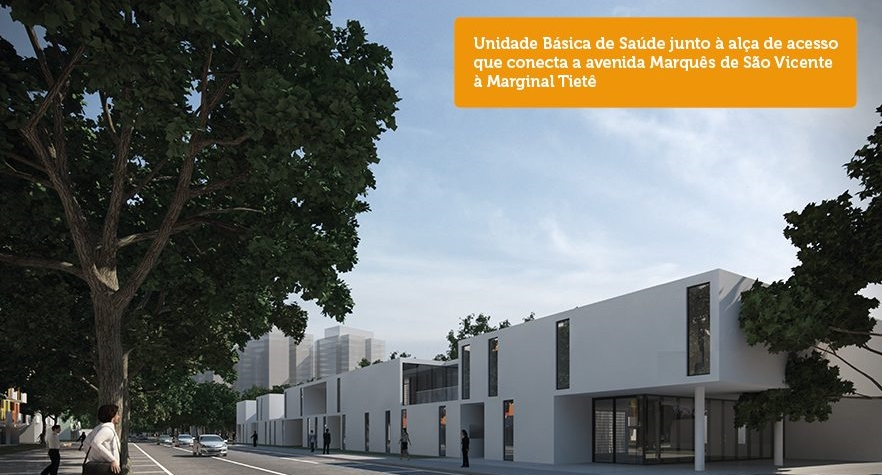 Unidade Básica de Saúde junto à alça de acesso
que conecta a avenida Marquês de São Vicente
à Marginal Tietê